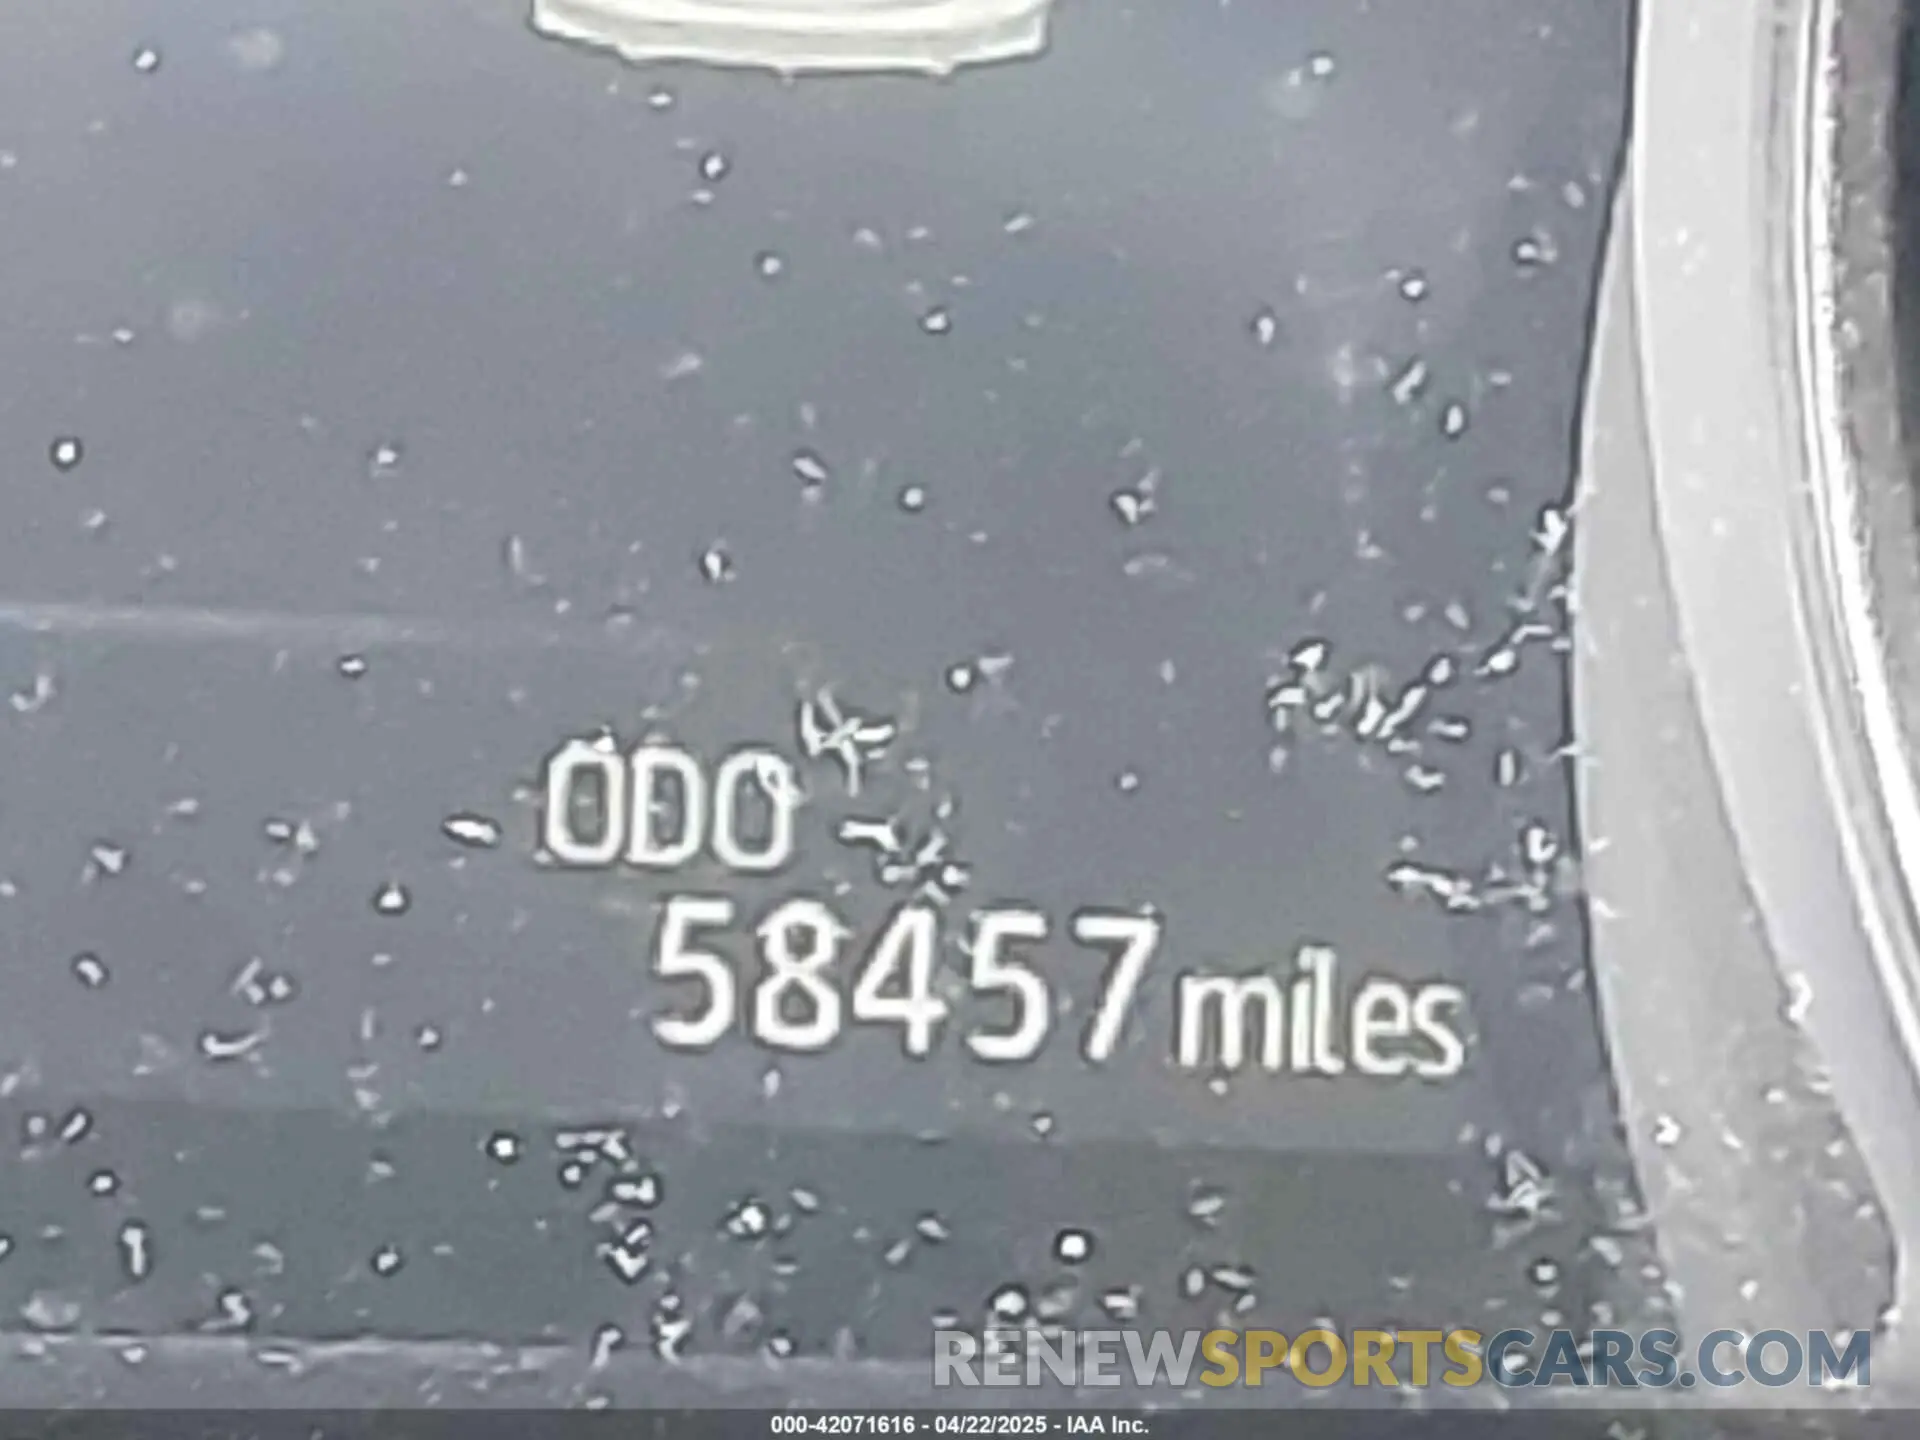 ODO
58457 miles
RENEWSPORTSCARS.COM
000-42071616 - 04/22/2025 - IAA Inc.